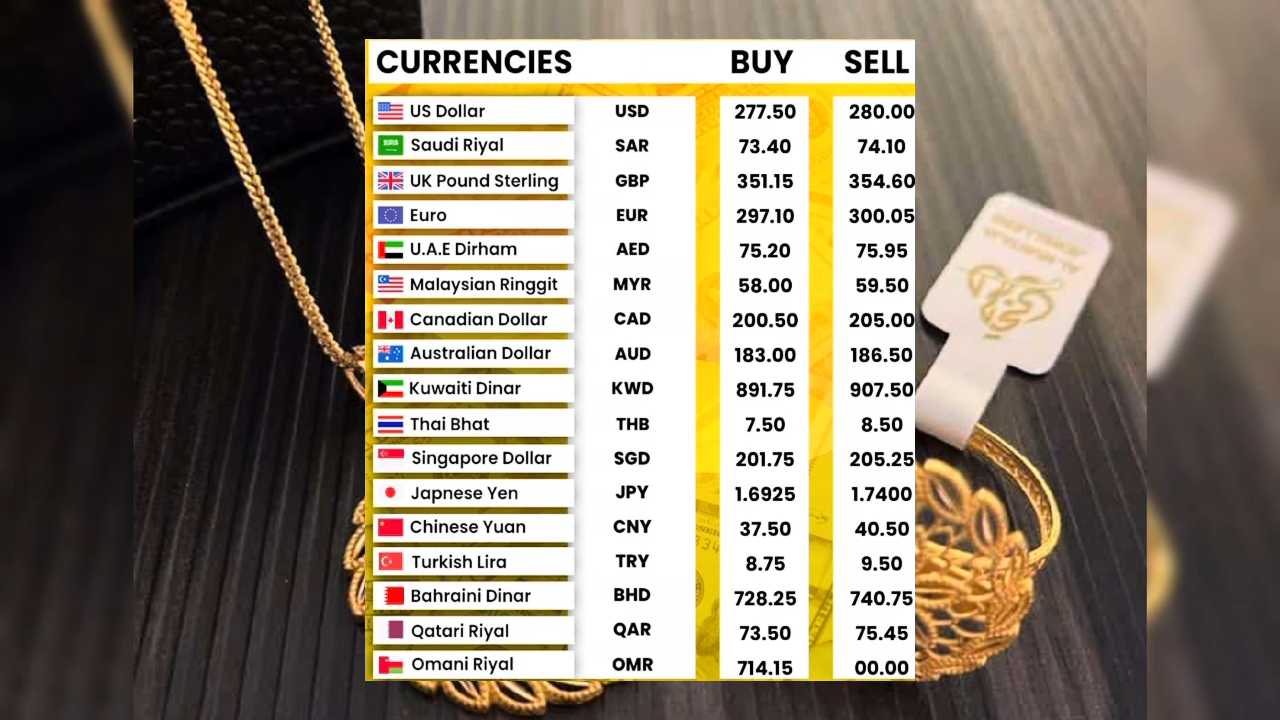 CURRENCIES BUY SELL
US Dollar USD 277.50 280.00
Saudi Riyal SAR 73.40 74.10
UK Pound Sterling GBP 351.15 354.60
Euro EUR 297.10 300.05
U.A.E Dirham AED 75.20 75.95
Malaysian Ringgit MYR 58.00 59.50
Canadian Dollar CAD 200.50 205.00
Australian Dollar AUD 183.00 186.50
Kuwaiti Dinar KWD 891.75 907.50
Thai Bhat THB 7.50 8.50
Singapore Dollar SGD 201.75 205.25
Japnese Yen JPY 1.6925 1.7400
Chinese Yuan CNY 37.50 40.50
Turkish Lira TRY 8.75 9.50
Bahraini Dinar BHD 728.25 740.75
Qatari Riyal QAR 73.50 75.45
Omani Riyal OMR 714.15 00.00